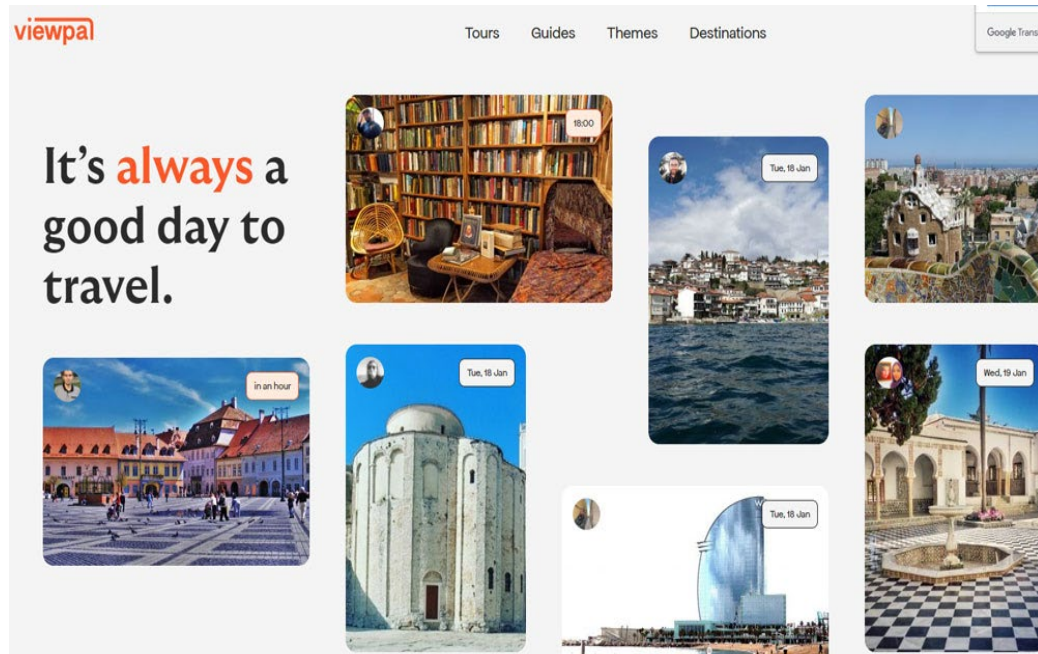 viewpal
Tours Guides Themes Destinations
Google Trans
It's always a
good day to
travel.
18:00
Tue, 18 Jan
in an hour
Tue, 18 Jan
Wed, 19 Jan
W
Tue, 18 Jan